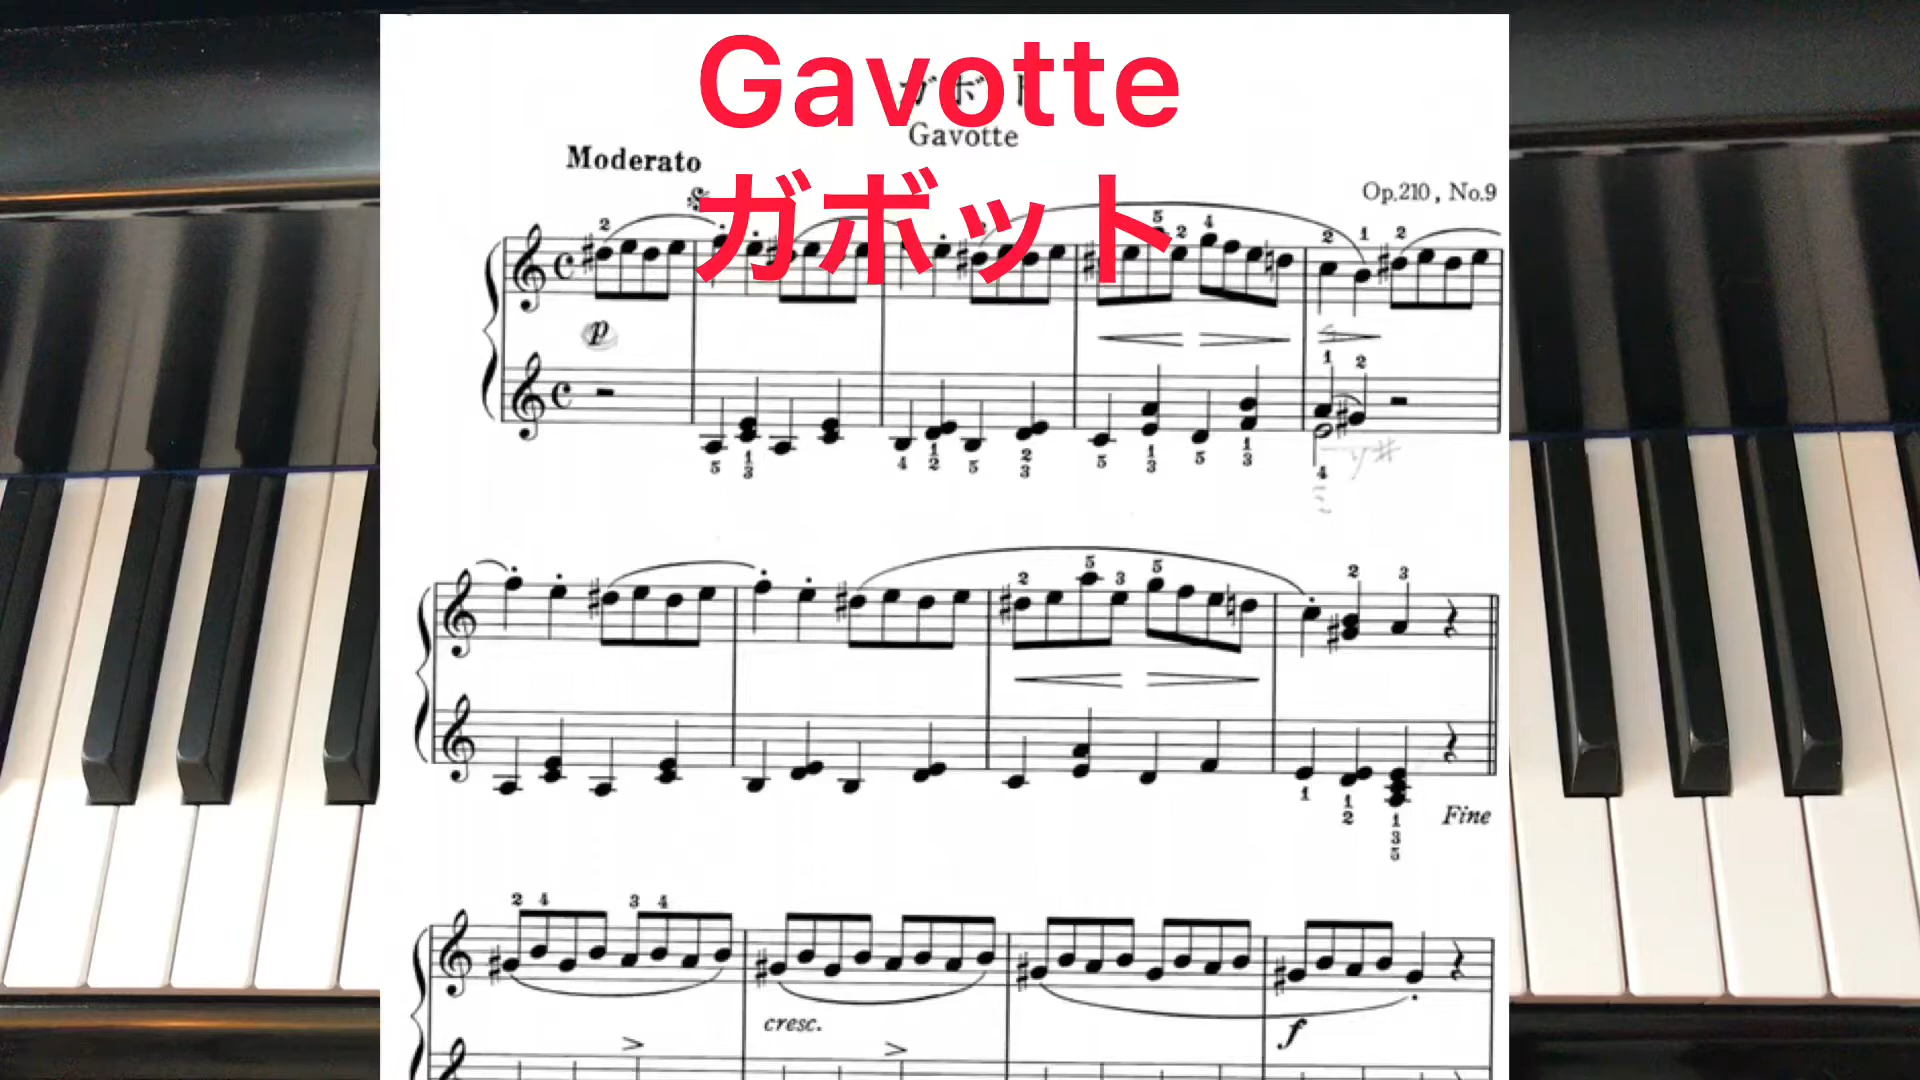 Gavotte
Gavotte
Moderato
ガボット
Op.210, No.9
p
Fine
cresc.
f